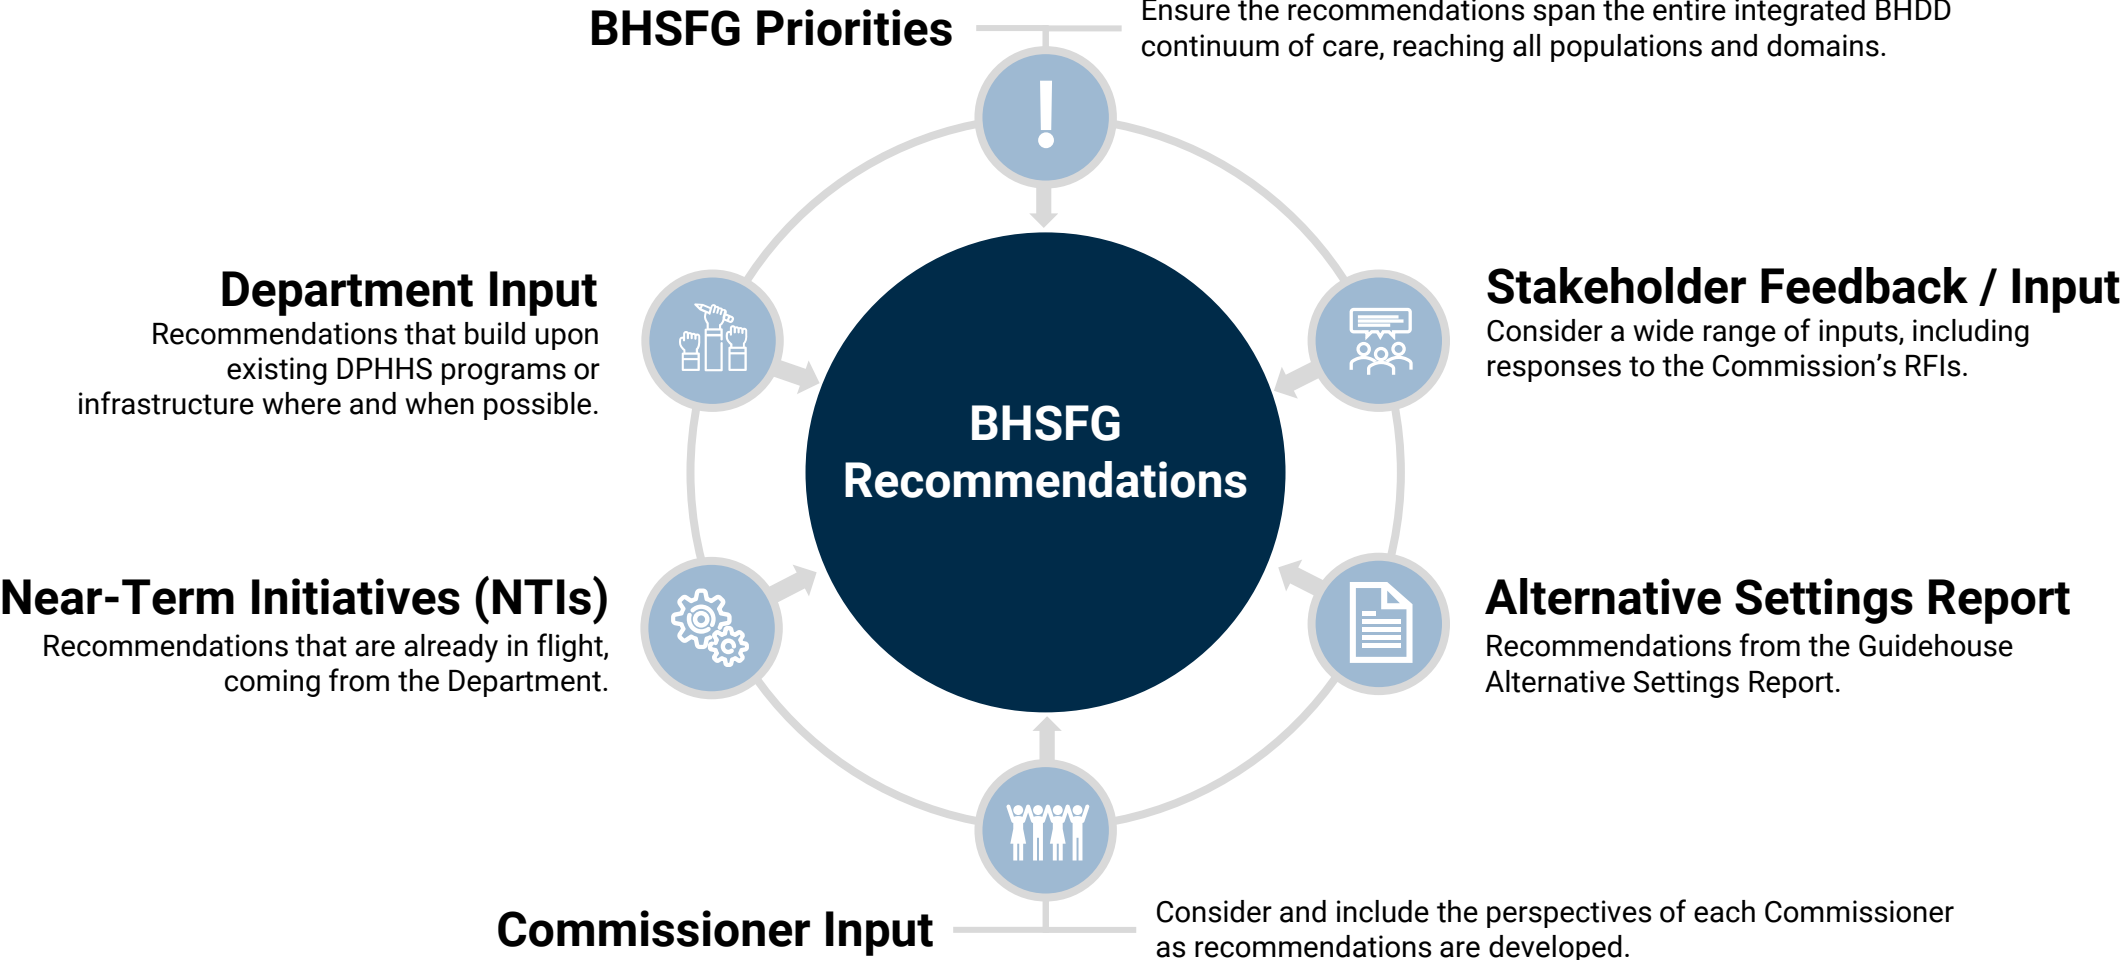 BHSFG Priorities
Ensure the recommendations span the entire integrated BHDD
continuum of care, reaching all populations and domains.
Department Input
Recommendations that build upon
existing DPHHS programs or
infrastructure where and when possible.
Stakeholder Feedback / Input
Consider a wide range of inputs, including
responses to the Commission’s RFIs.
BHSFG
Recommendations
Near-Term Initiatives (NTIs)
Recommendations that are already in flight,
coming from the Department.
Alternative Settings Report
Recommendations from the Guidehouse
Alternative Settings Report.
Commissioner Input
Consider and include the perspectives of each Commissioner
as recommendations are developed.